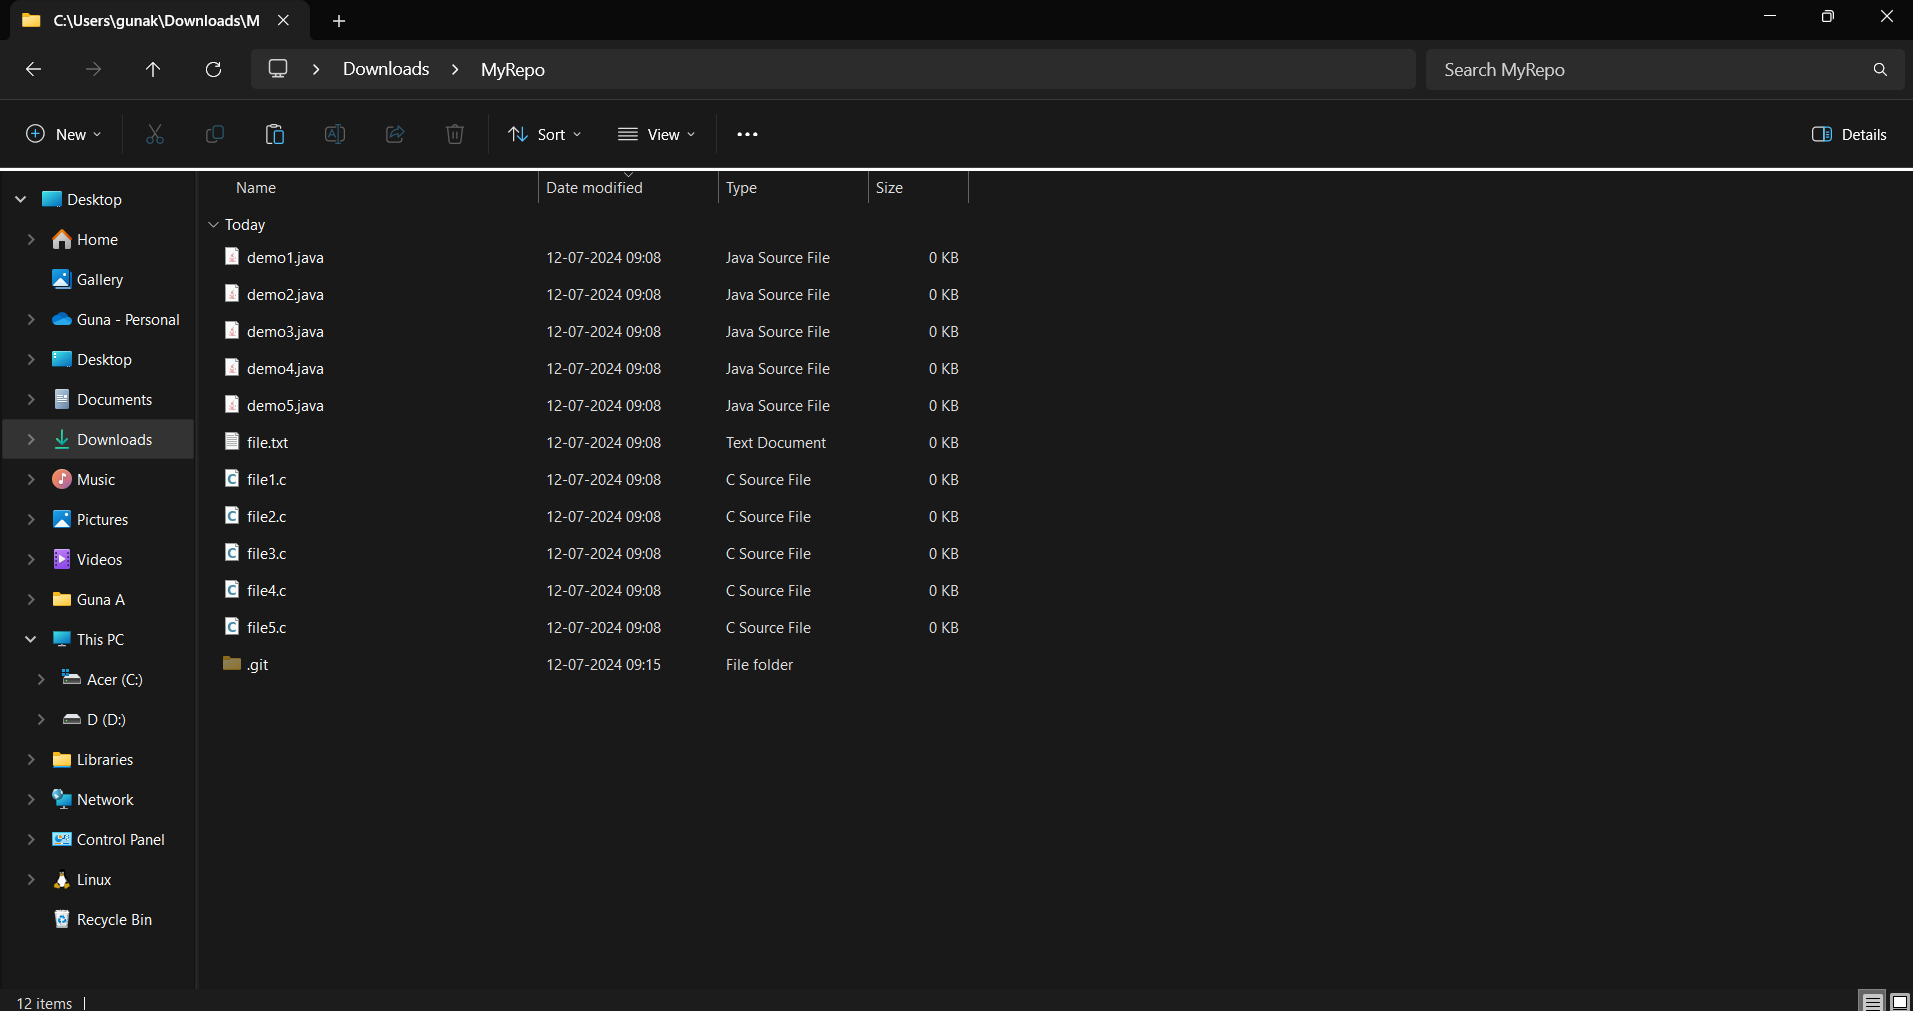 C:\Users\gunak\Downloads\M
Downloads > MyRepo
Search MyRepo
New
Sort
View
Details
Desktop
Home
Gallery
Guna - Personal
Desktop
Documents
Downloads
Music
Pictures
Videos
Guna A
This PC
Acer (C:)
D (D:)
Libraries
Network
Control Panel
Linux
Recycle Bin
Name Date modified Type Size
Today
demo1.java 12-07-2024 09:08 Java Source File 0 KB
demo2.java 12-07-2024 09:08 Java Source File 0 KB
demo3.java 12-07-2024 09:08 Java Source File 0 KB
demo4.java 12-07-2024 09:08 Java Source File 0 KB
demo5.java 12-07-2024 09:08 Java Source File 0 KB
file.txt 12-07-2024 09:08 Text Document 0 KB
file1.c 12-07-2024 09:08 C Source File 0 KB
file2.c 12-07-2024 09:08 C Source File 0 KB
file3.c 12-07-2024 09:08 C Source File 0 KB
file4.c 12-07-2024 09:08 C Source File 0 KB
file5.c 12-07-2024 09:08 C Source File 0 KB
.git 12-07-2024 09:15 File folder
12 items